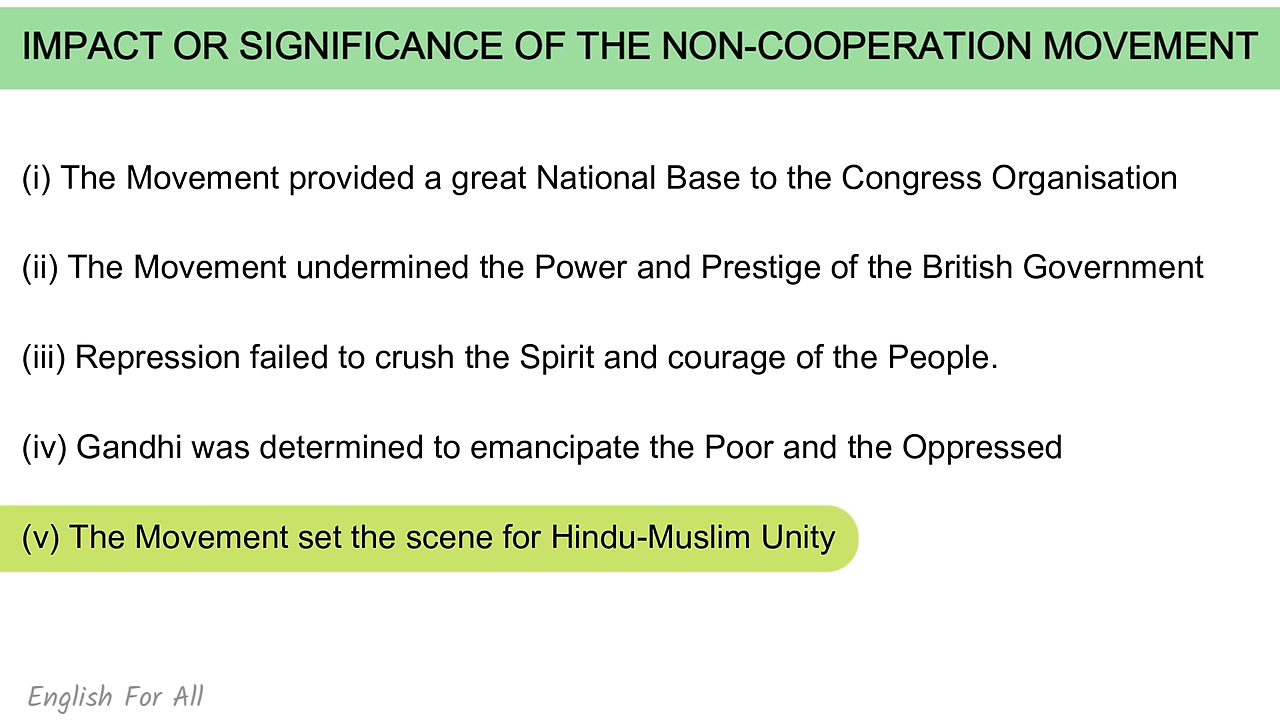 IMPACT OR SIGNIFICANCE OF THE NON-COOPERATION MOVEMENT
(i) The Movement provided a great National Base to the Congress Organisation
(ii) The Movement undermined the Power and Prestige of the British Government
(iii) Repression failed to crush the Spirit and courage of the People.
(iv) Gandhi was determined to emancipate the Poor and the Oppressed
(v) The Movement set the scene for Hindu-Muslim Unity
English For All